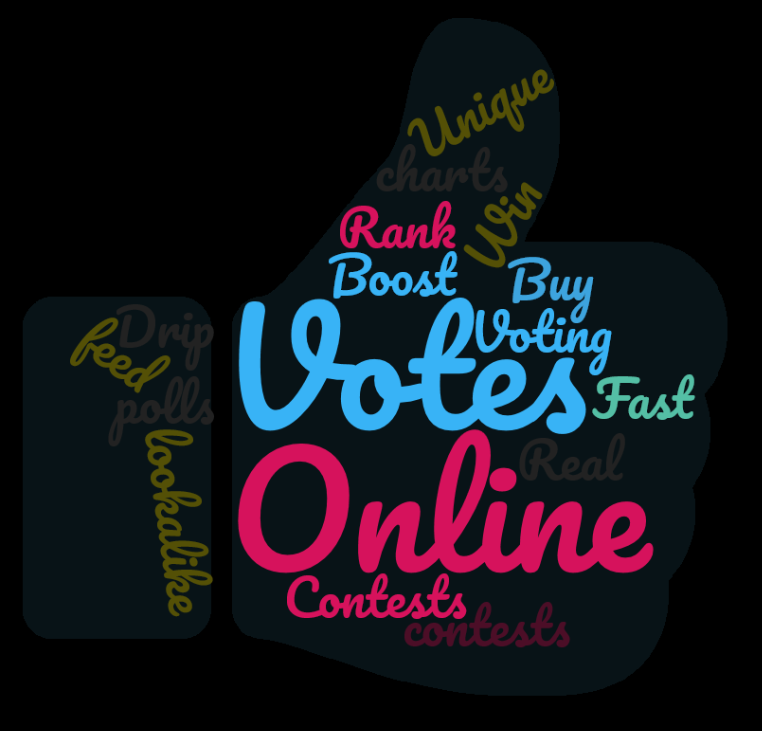 Unique
charts
Win
Rank
Boost
Buy
Drip
feed
Votes
Voting
polls
Fast
lookalike
Real
Online
Contests
contests